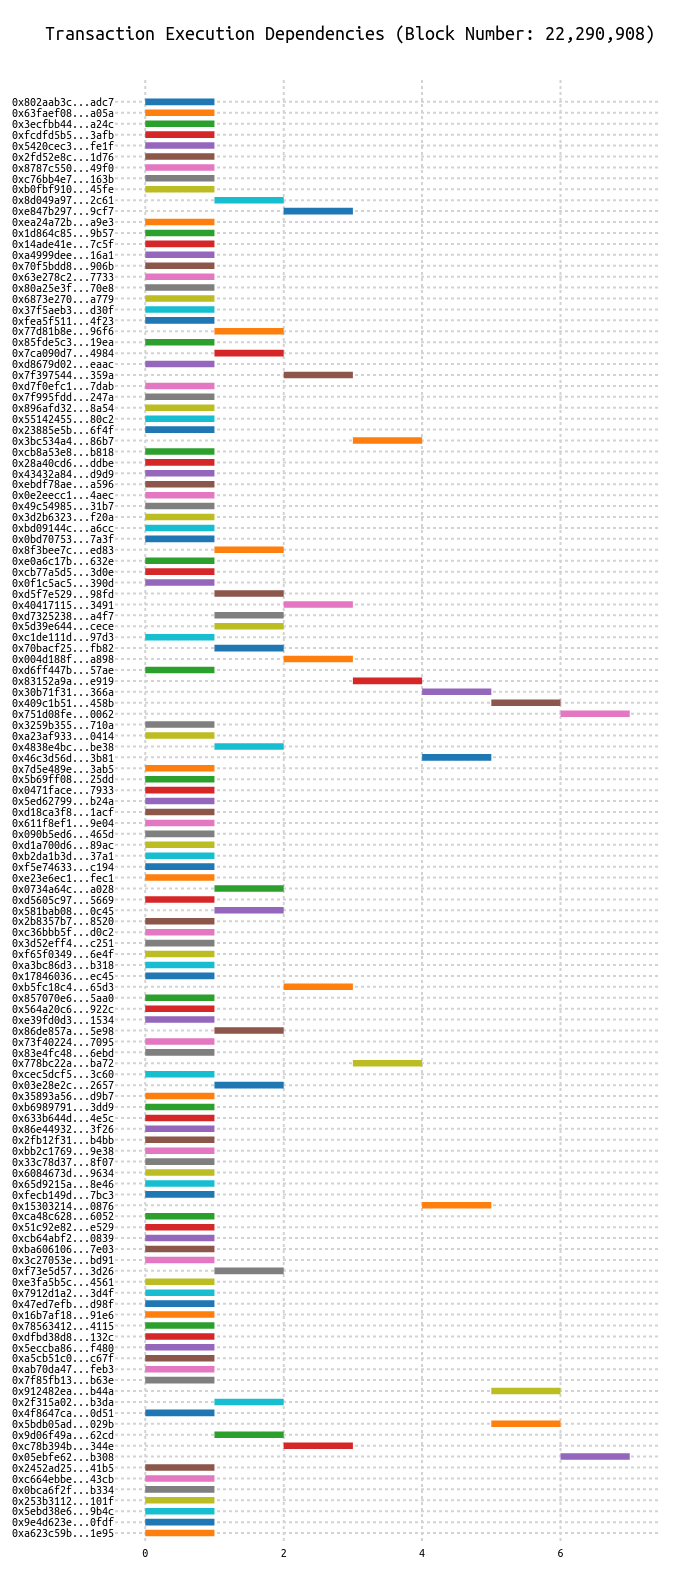 Transaction Execution Dependencies (Block Number: 22,290,908)
0x802aab3c...adc7
0x63faef08...a05a
0x3ecfbb44...a24c
0xfcdfd5b5...3afb
0x5420cec3...fe1f
0x2fd52e8c...1d76
0x8787c550...49f0
0xc76bb4e7...163b
0xb0fbf910...45fe
0x8d049a97...2c61
0xe847b297...9cf7
0xea24a72b...a9e3
0x1d864c85...9b57
0x14ade41e...7c5f
0xa4999dee...16a1
0x70f5bdd8...906b
0x63e278c2...7733
0x80a25e3f...70e8
0x6873e270...a779
0x37f5aeb3...d30f
0xfea5f511...4f23
0x77d81b8e...96f6
0x85fde5c3...19ea
0x7ca090d7...4984
0xd8679d02...eaac
0x7f397544...359a
0xd7f0efc1...7dab
0x7f995fdd...247a
0x896afd32...8a54
0x55142455...80c2
0x23885e5b...6f4f
0x3bc534a4...86b7
0xcb8a53e8...b818
0x28a40cd6...ddbe
0x43432a84...d9d9
0xebdf78ae...a596
0x0e2eecc1...4aec
0x49c54985...31b7
0x3d2b6323...f20a
0xbd09144c...a6cc
0x0bd70753...7a3f
0x8f3bee7c...ed83
0xe0a6c17b...632e
0xcb77a5d5...3d0e
0x0f1c5ac5...390d
0xd5f7e529...98fd
0x40417115...3491
0xd7325238...a4f7
0x5d39e644...cece
0xc1de111d...97d3
0x70bacf25...fb82
0x004d188f...a898
0xd6ff447b...57ae
0x83152a9a...e919
0x30b71f31...366a
0x409c1b51...458b
0x751d08fe...0062
0x3259b355...710a
0xa23af933...0414
0x4838e4bc...be38
0x46c3d56d...3b81
0x7d5e489e...3ab5
0x5b69ff08...25dd
0x0471face...7933
0x5ed62799...b24a
0xd18ca3f8...1acf
0x611f8ef1...9e04
0x090b5ed6...465d
0xd1a700d6...89ac
0xb2da1b3d...37a1
0xf5e74633...c194
0xe23e6ec1...fec1
0x0734a64c...a028
0xd5605c97...5669
0x581bab08...0c45
0x2b8357b7...8520
0xc36bbb5f...d0c2
0x3d52eff4...c251
0xf65f0349...6e4f
0xa3bc86d3...b318
0x17846036...ec45
0xb5fc18c4...65d3
0x857070e6...5aa0
0x564a20c6...922c
0xe39fd0d3...1534
0x86de857a...5e98
0x73f40224...7095
0x83e4fc48...6ebd
0x778bc22a...ba72
0xcec5dcf5...3c60
0x03e28e2c...2657
0x35893a56...d9b7
0xb6989791...3dd9
0x633b644d...4e5c
0x86e44932...3f26
0x2fb12f31...b4bb
0xbb2c1769...9e38
0x33c78d37...8f07
0x6084673d...9634
0x65d9215a...8e46
0xfecb149d...7bc3
0x15303214...0876
0xca48c628...6052
0x51c92e82...e529
0xcb64abf2...0839
0xba606106...7e03
0x3c27053e...bd91
0xf73e5d57...3d26
0xe3fa5b5c...4561
0x7912d1a2...3d4f
0x47ed7efb...d98f
0x16b7af18...91e6
0x78563412...4115
0xdfbd38d8...132c
0x5eccba86...f480
0xa5cb51c0...c67f
0xab70da47...feb3
0x7f85fb13...b63e
0x912482ea...b44a
0x2f315a02...b3da
0x4f8647ca...0d51
0x5bdb05ad...029b
0x9d06f49a...62cd
0xc78b394b...344e
0x05ebfe62...b308
0x2452ad25...41b5
0xc664ebbe...43cb
0x0bca6f2f...b334
0x253b3112...101f
0x5ebd38e6...9b4c
0x9e4d623e...0fdf
0xa623c59b...1e95
0 2 4 6